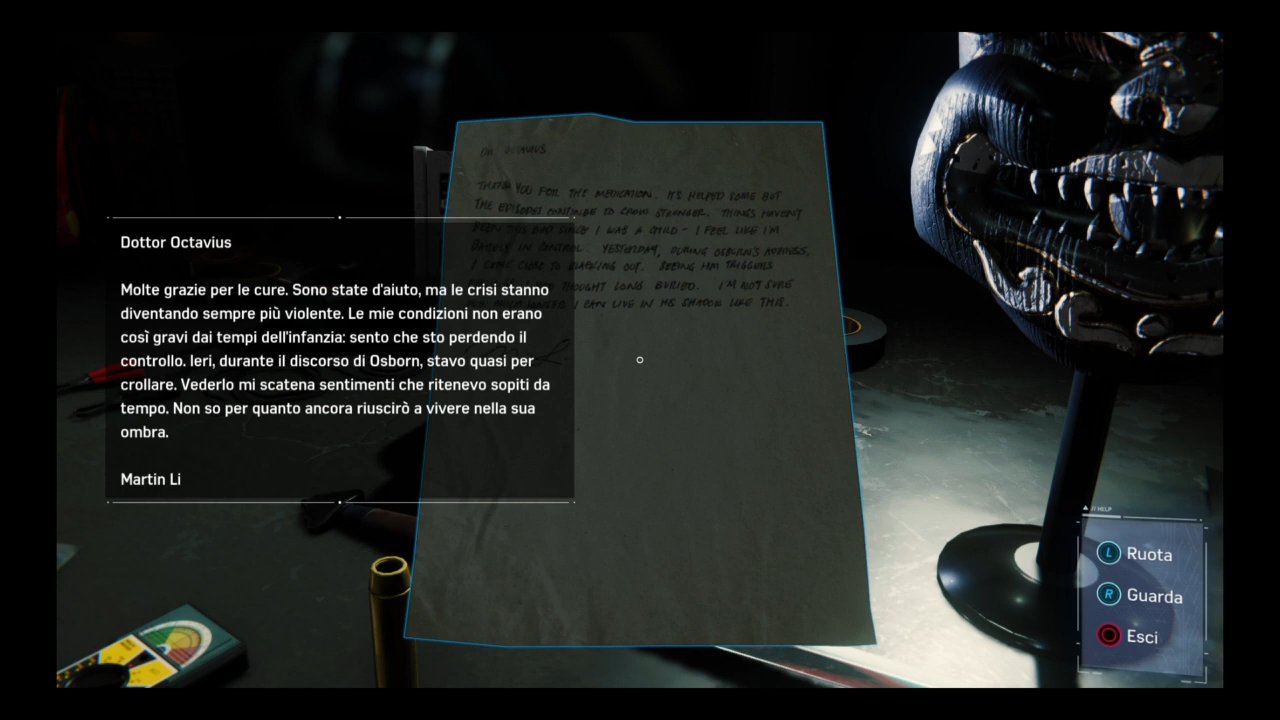 Dottor Octavius
Molte grazie per le cure. Sono state d'aiuto, ma le crisi stanno
diventando sempre più violente. Le mie condizioni non erano
così gravi dai tempi dell'infanzia: sento che sto perdendo il
controllo. Ieri, durante il discorso di Osborn, stavo quasi per
crollare. Vederlo mi scatena sentimenti che ritenevo sopiti da
tempo. Non so per quanto ancora riuscirò a vivere nella sua
ombra.
Martin Li
DR. OCTAVIUS
THANK YOU FOR THE MEDICATION. IT'S HELPED SOME BUT
THE EPISODES CONTINUE TO GROW STRONGER. THINGS HAVEN'T
BEEN THIS BAD SINCE I WAS A CHILD - I FEEL LIKE I'M
IN CONTROL. YESTERDAY, DURING OSBORN'S ADDRESS,
I CAME CLOSE TO OUT. SEEING HIM TRIGGERS
THOUGHT LONG BURIED. I'M NOT SURE
I CAN LIVE IN HIS SHADOW LIKE THIS.
// HELP
L Ruota
R Guarda
Esci